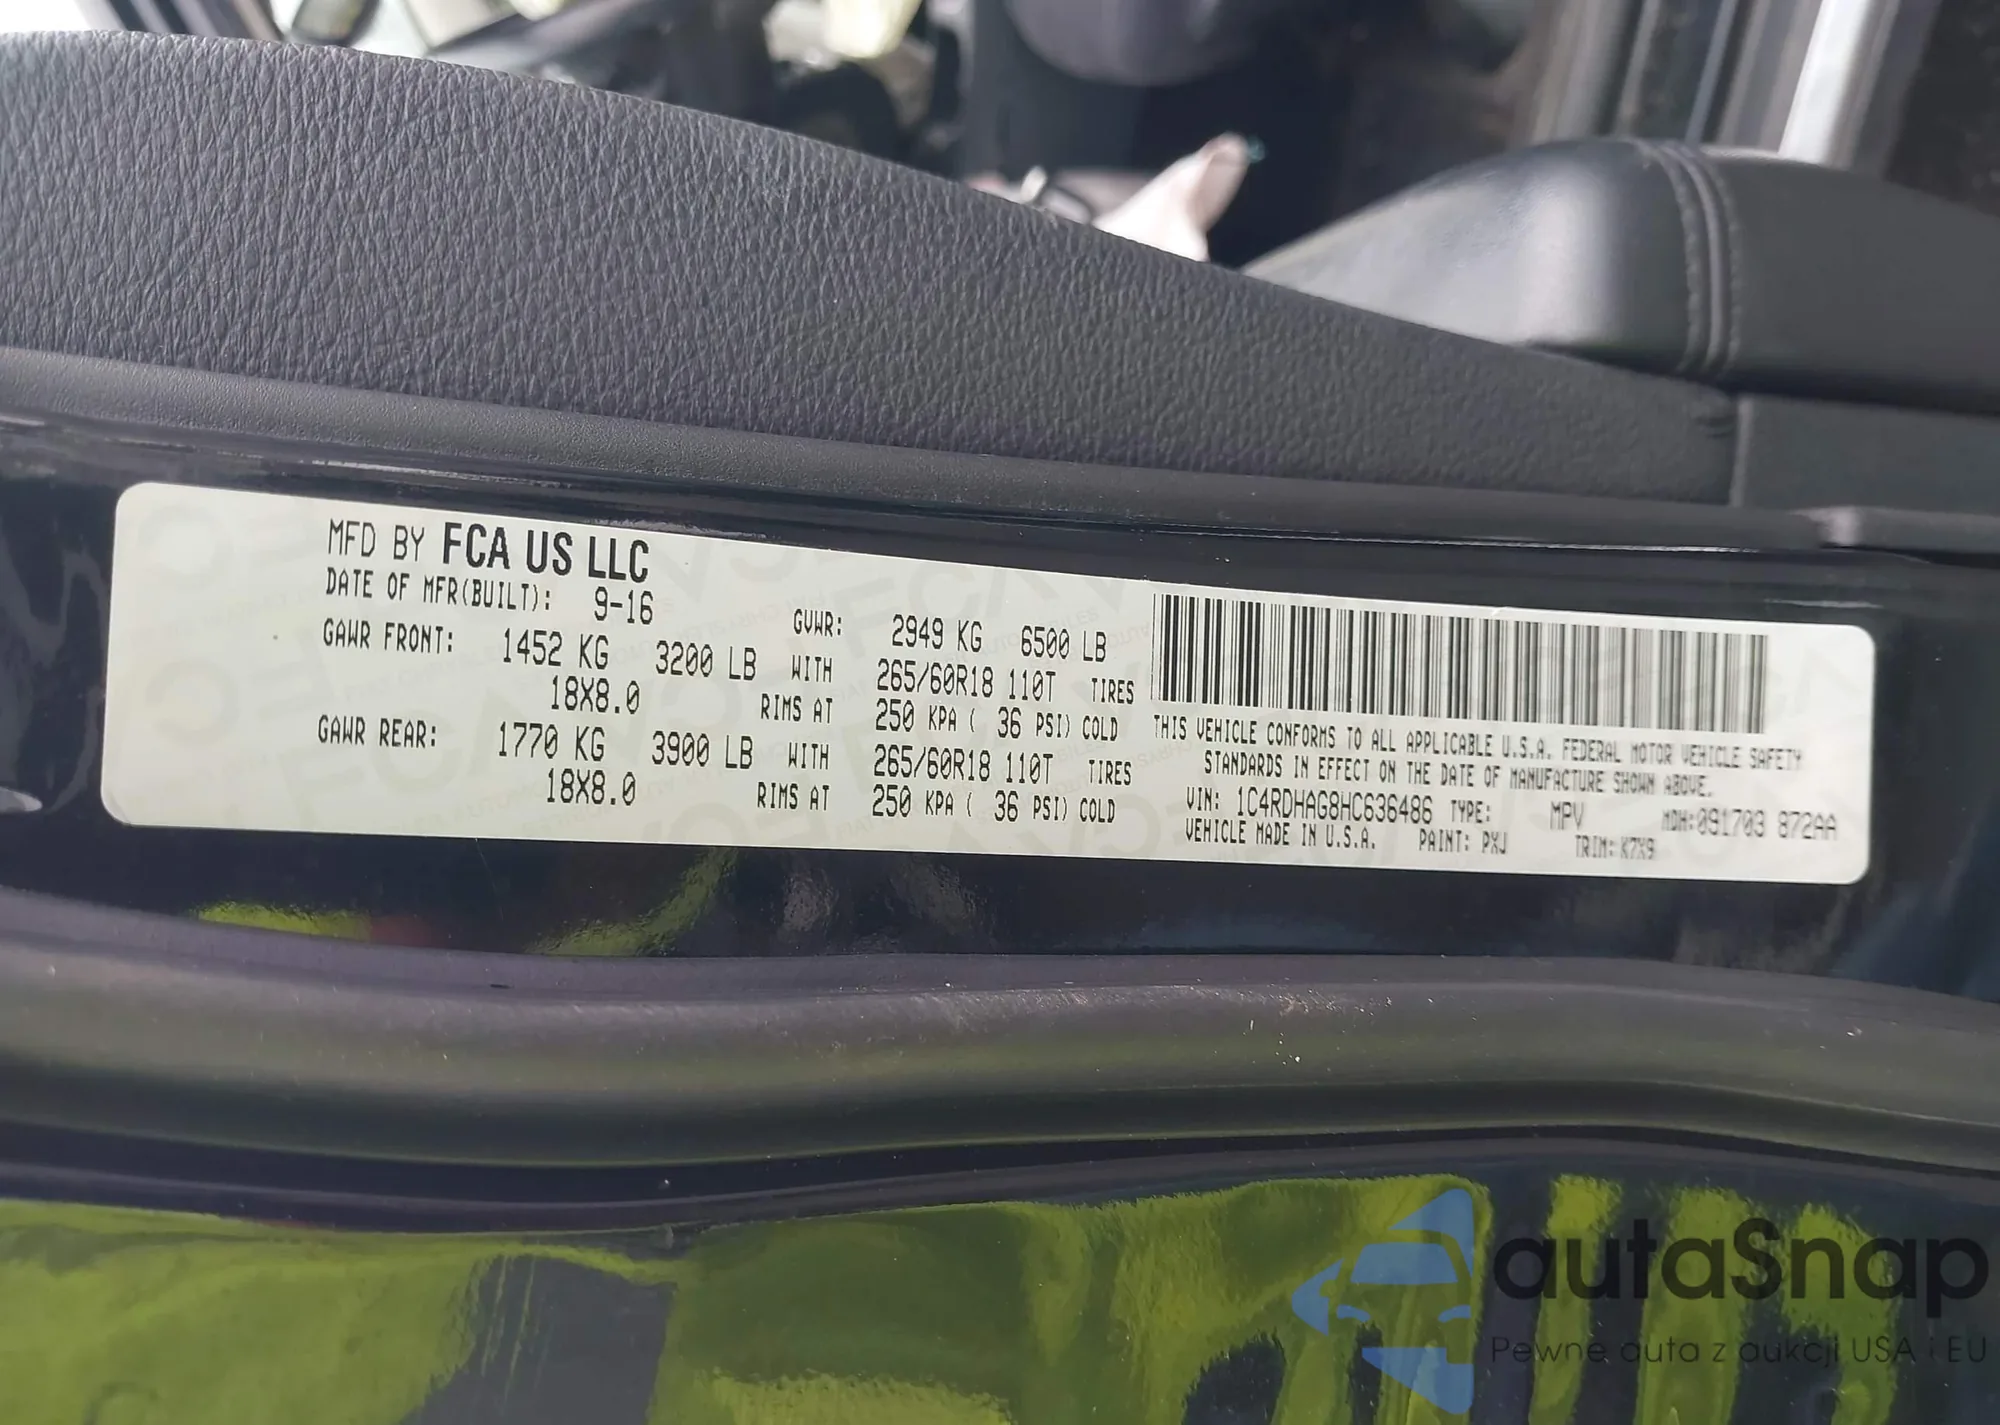 MFD BY FCA US LLC
DATE OF MFR(BUILT): 9-16
GVWR: 2949 KG 6500 LB
GAWR FRONT: 1452 KG 3200 LB WITH 265/60R18 110T TIRES
18X8.0 RIMS AT 250 KPA ( 36 PSI) COLD
GAWR REAR: 1770 KG 3900 LB WITH 265/60R18 110T TIRES
18X8.0 RIMS AT 250 KPA ( 36 PSI) COLD
THIS VEHICLE CONFORMS TO ALL APPLICABLE U.S.A. FEDERAL MOTOR VEHICLE SAFETY
STANDARDS IN EFFECT ON THE DATE OF MANUFACTURE SHOWN ABOVE.
VIN: 1C4RDHAG8HC636486 TYPE: MPV MDH:091703 872AA
VEHICLE MADE IN U.S.A. PAINT: PXJ TRIM: K7X9
autaSnap
Pewne auta z aukcji USA i EU